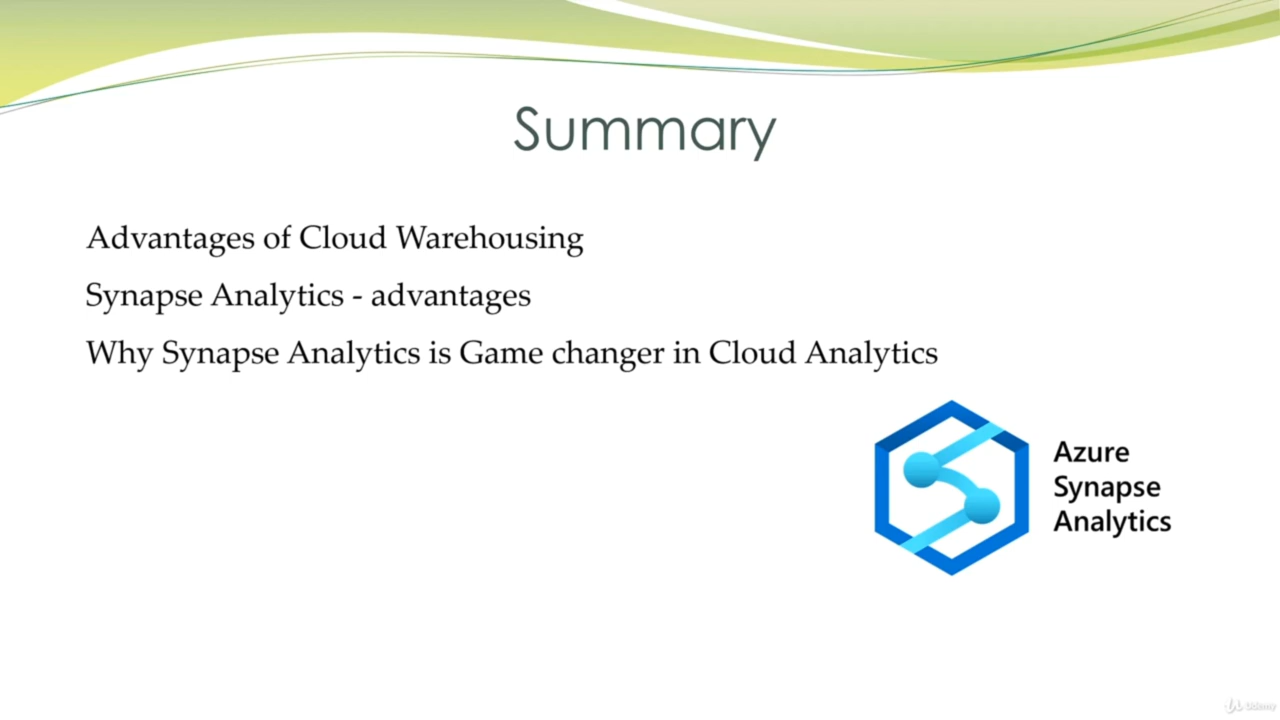 Summary
Advantages of Cloud Warehousing
Synapse Analytics - advantages
Why Synapse Analytics is Game changer in Cloud Analytics
Azure
Synapse
Analytics
Udemy